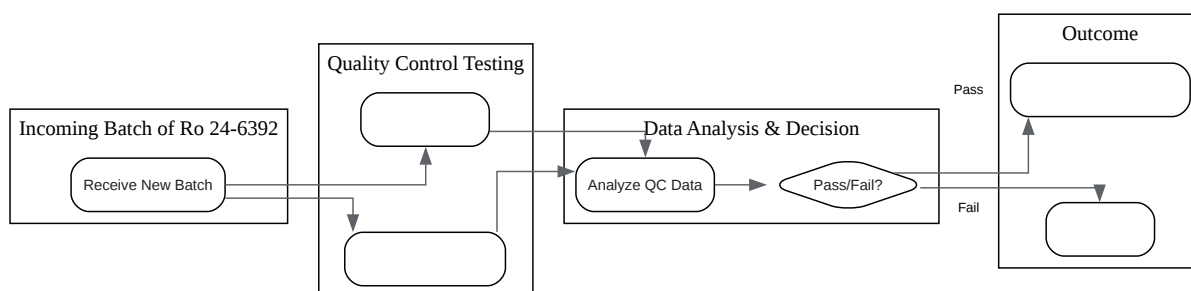 Incoming Batch of Ro 24-6392
Receive New Batch
Quality Control Testing
Data Analysis & Decision
Analyze QC Data
Pass/Fail?
Pass
Fail
Outcome